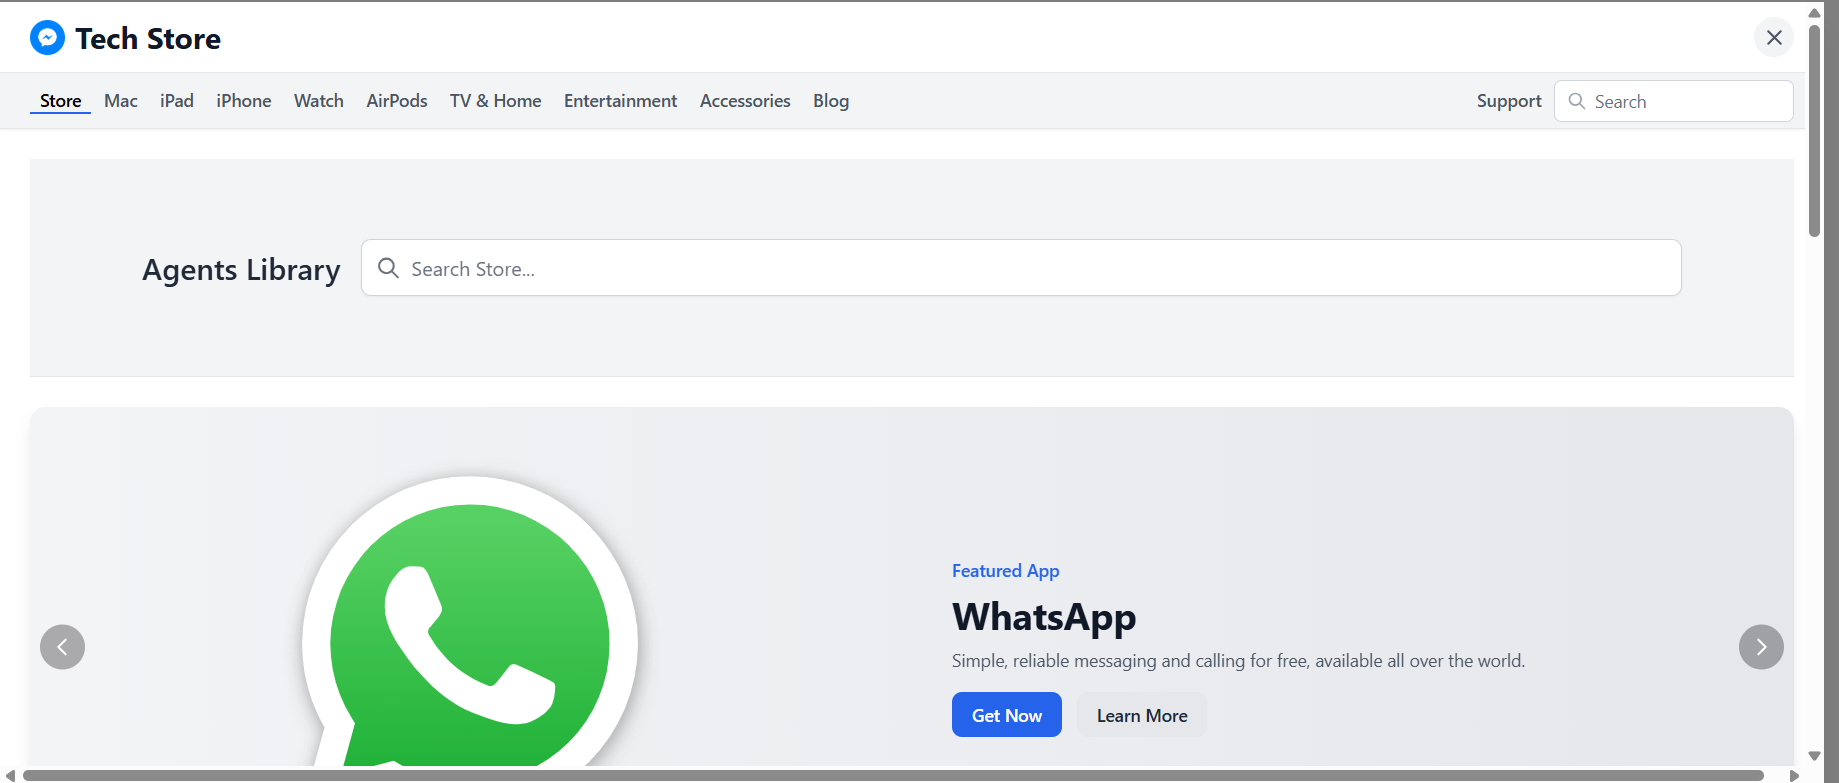 Tech Store
Store Mac iPad iPhone Watch AirPods TV & Home Entertainment Accessories Blog Support Search
Agents Library Search Store...
Featured App
WhatsApp
Simple, reliable messaging and calling for free, available all over the world.
Get Now Learn More